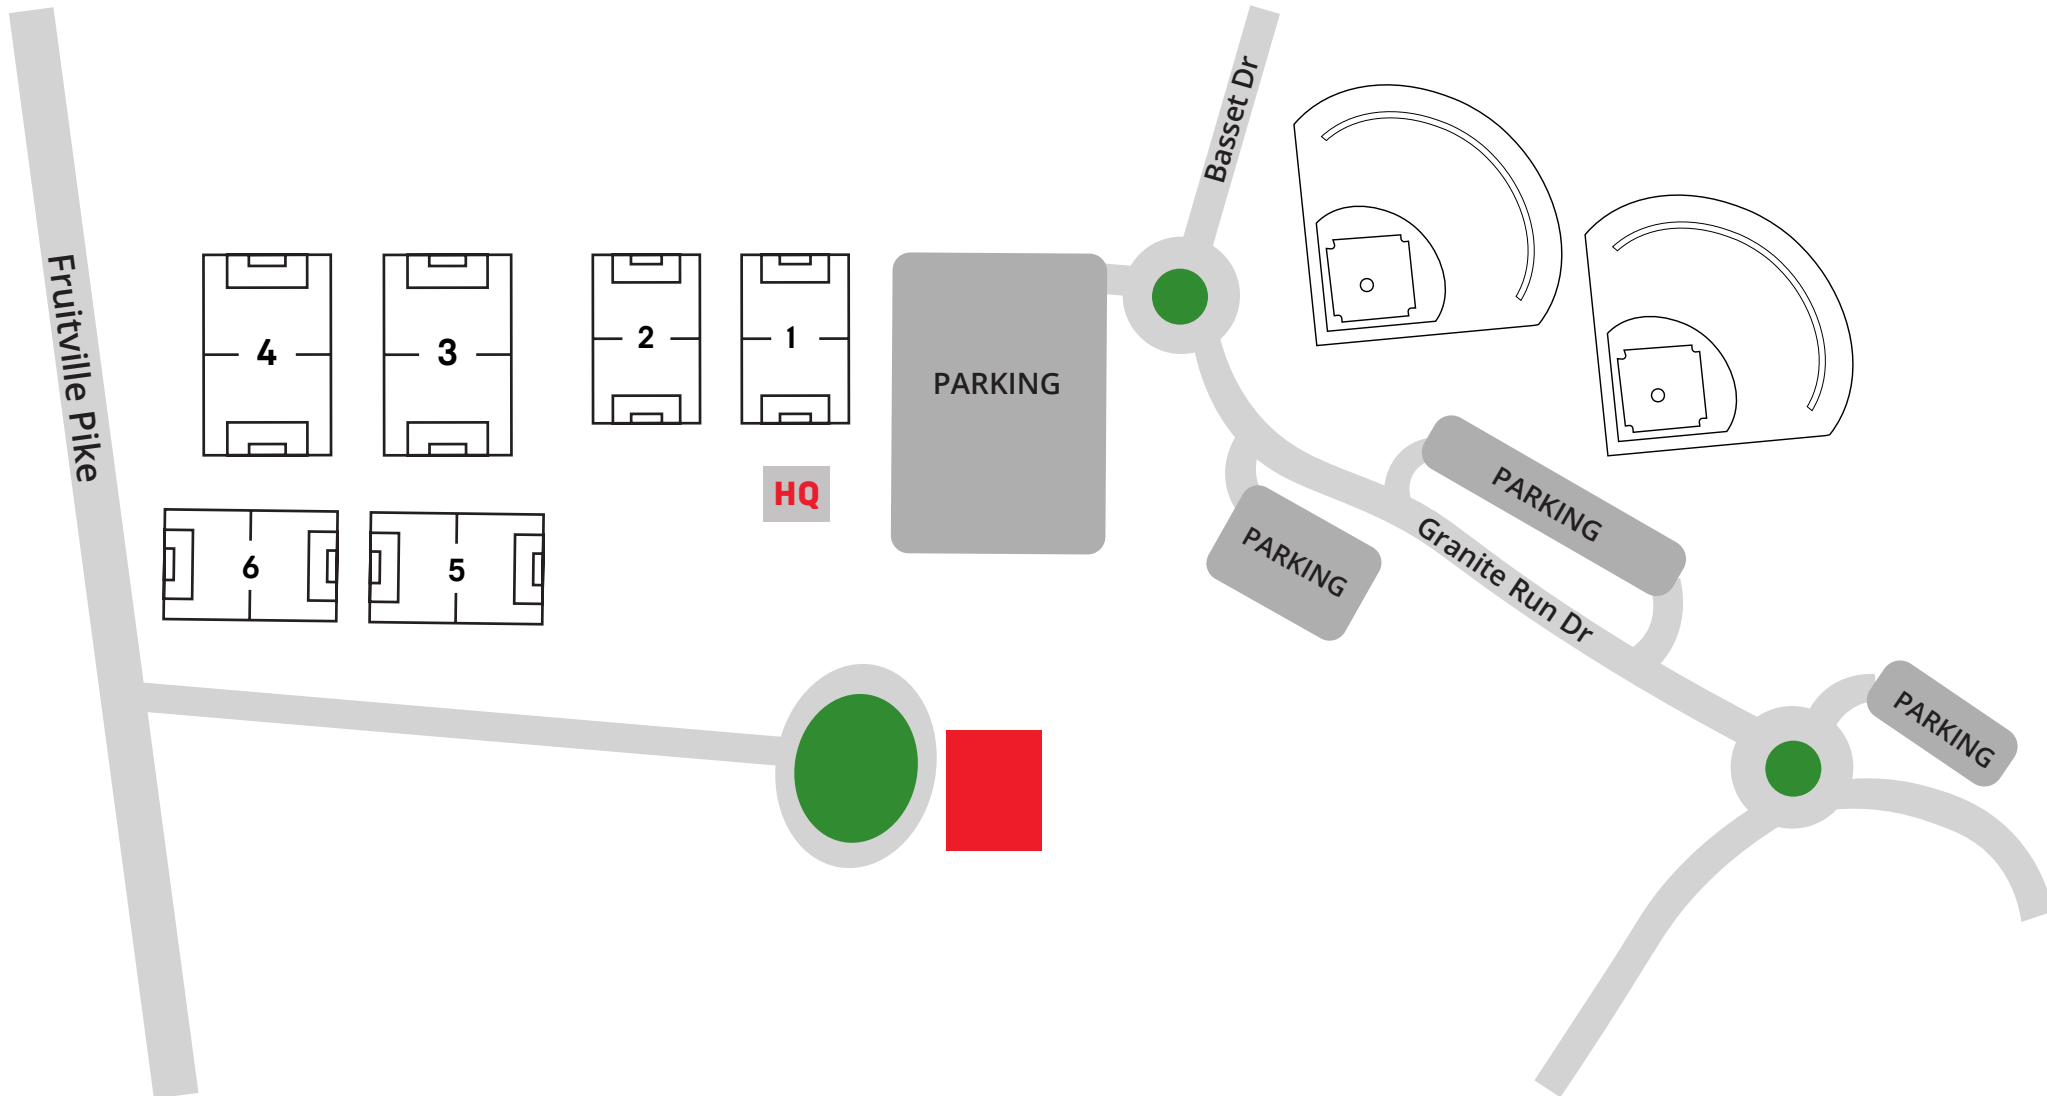 Basset Dr
Fruitville Pike
4
3
2
1
PARKING
HQ
PARKING
PARKING
Granite Run Dr
6
5
PARKING